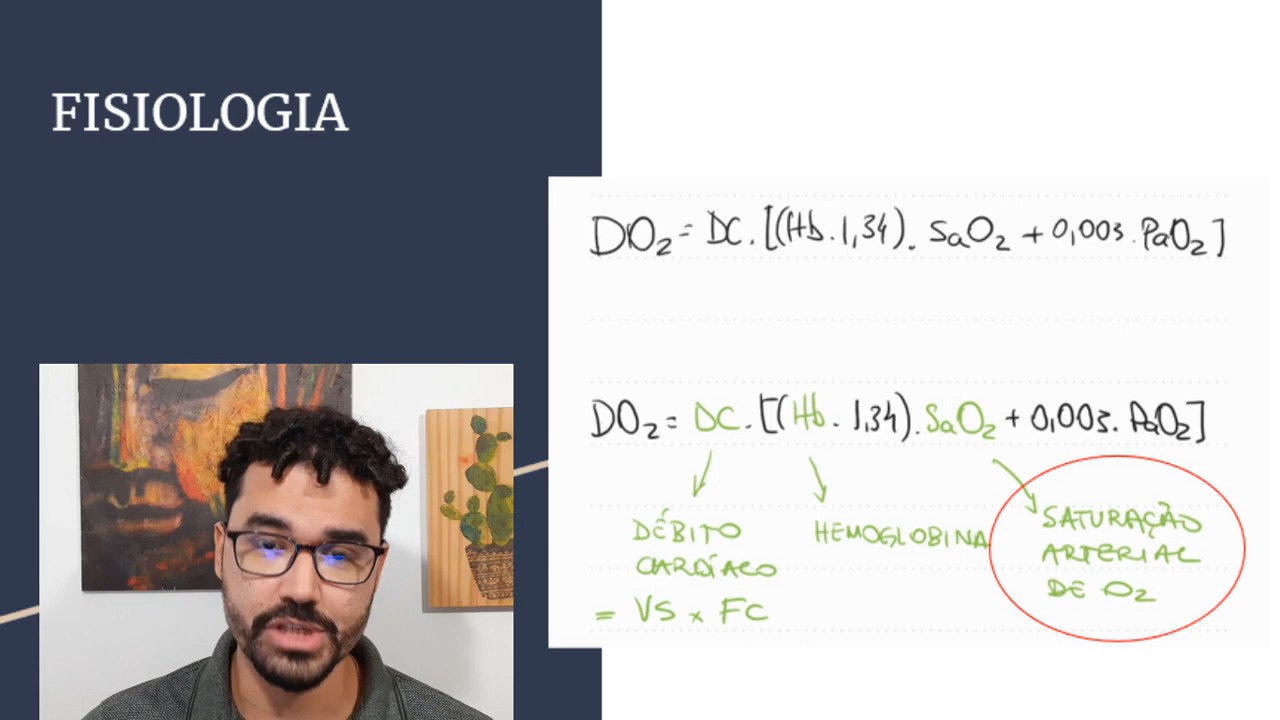 FISIOLOGIA
DO₂ = DC . [(Hb . 1,34) . SaO₂ + 0,003 . PaO₂]
DO₂ = DC . [(Hb . 1,34) . SaO₂ + 0,003 . PaO₂]
DÉBITO CARDÍACO
= VS x FC
HEMOGLOBINA
SATURAÇÃO
ARTERIAL
DE O₂